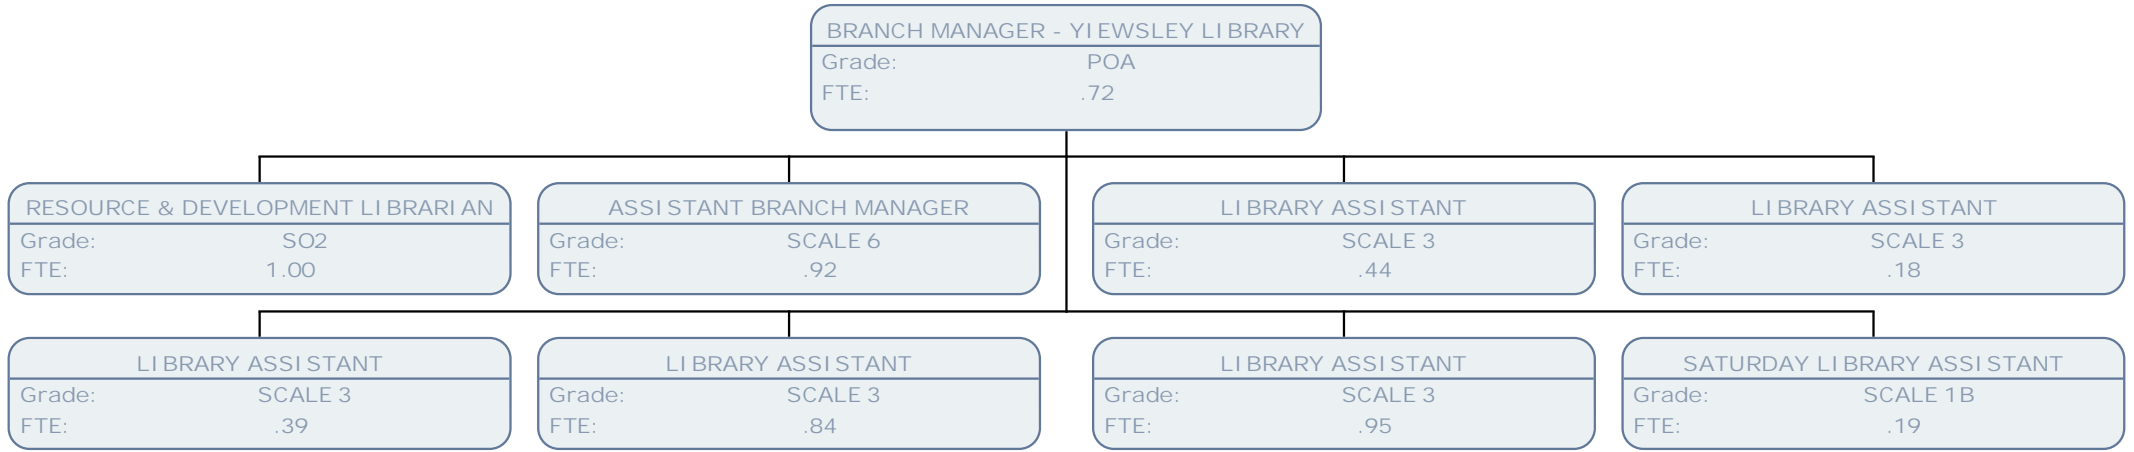 BRANCH MANAGER - YIEWSLEY LIBRARY
Grade: POA
FTE: .72
RESOURCE & DEVELOPMENT LIBRARIAN
Grade: SO2
FTE: 1.00
ASSISTANT BRANCH MANAGER
Grade: SCALE 6
FTE: .92
LIBRARY ASSISTANT
Grade: SCALE 3
FTE: .44
LIBRARY ASSISTANT
Grade: SCALE 3
FTE: .18
LIBRARY ASSISTANT
Grade: SCALE 3
FTE: .39
LIBRARY ASSISTANT
Grade: SCALE 3
FTE: .84
LIBRARY ASSISTANT
Grade: SCALE 3
FTE: .95
SATURDAY LIBRARY ASSISTANT
Grade: SCALE 1B
FTE: .19